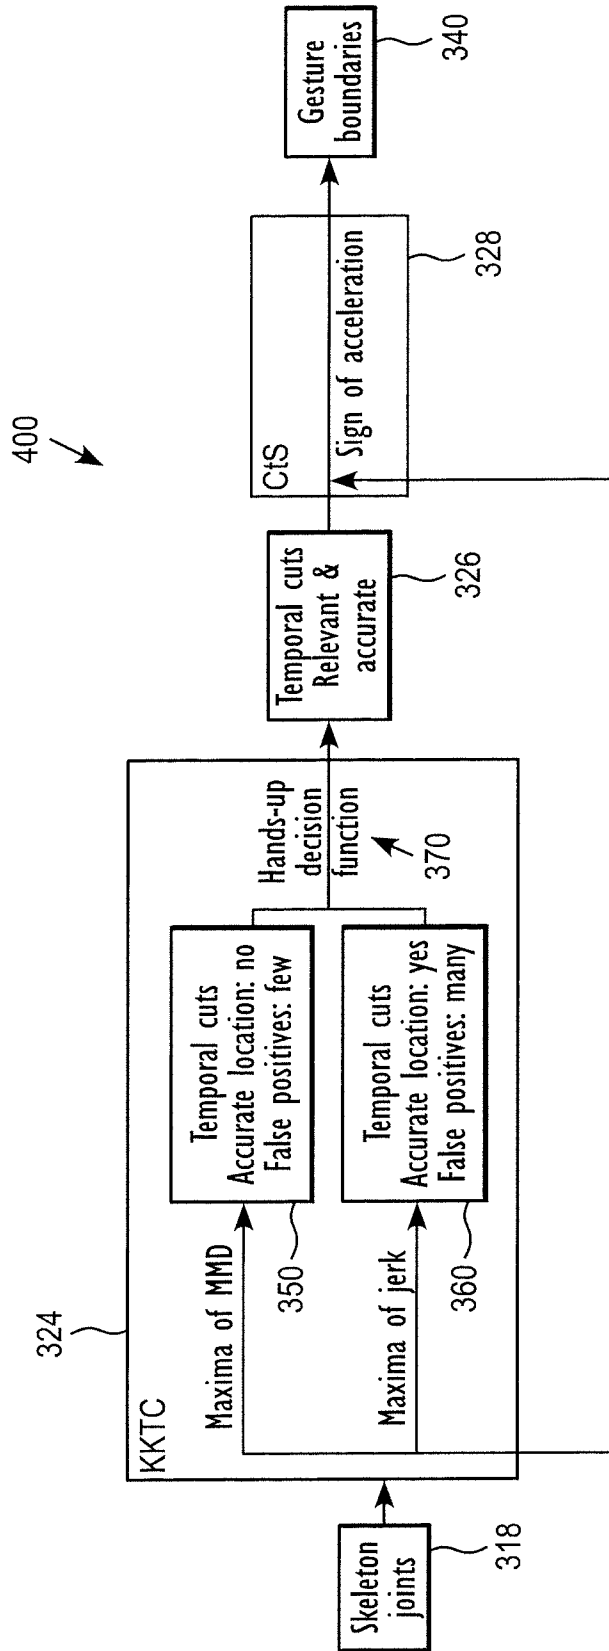 400
Skeleton
joints
318
324
KKTC
Maxima of MMD
Temporal cuts
Accurate location: no
False positives: few
350
Maxima of jerk
Temporal cuts
Accurate location: yes
False positives: many
360
Hands-up
decision
function
370
Temporal cuts
Relevant &
accurate
326
CtS
Sign of acceleration
328
Gesture
boundaries
340